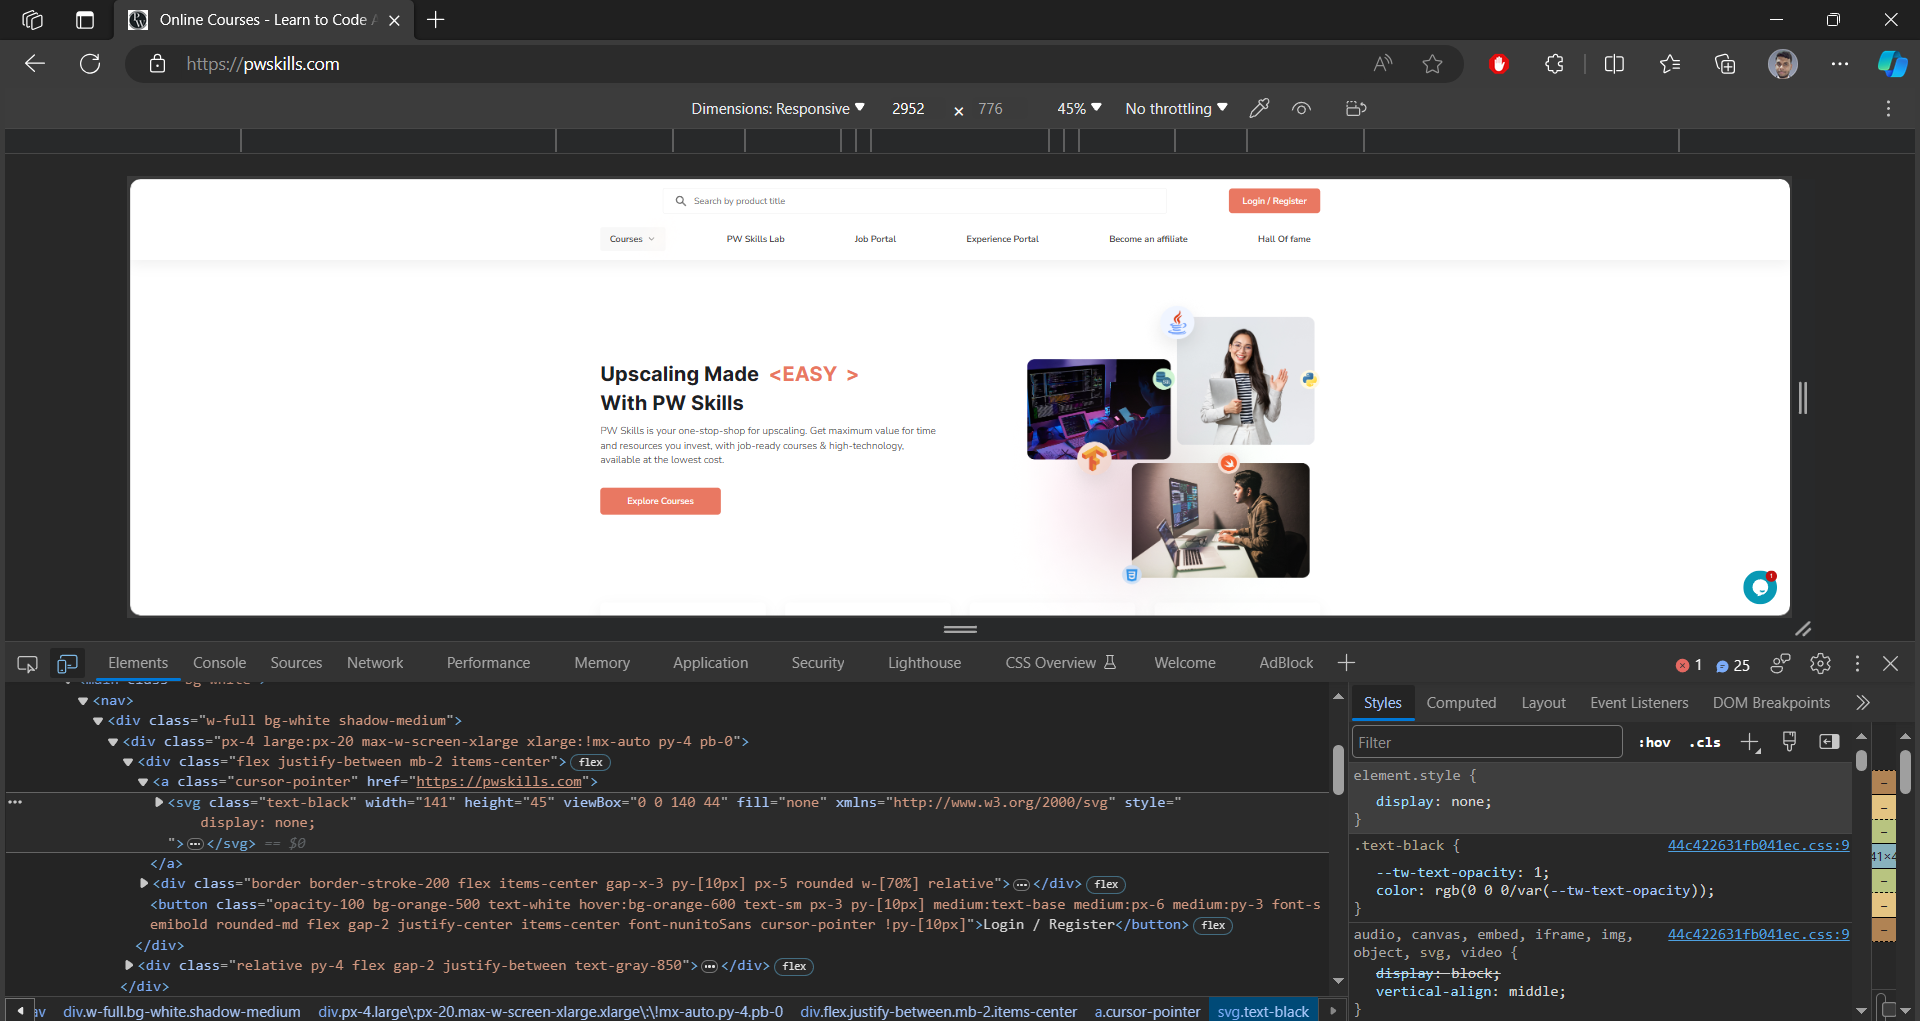 Online Courses - Learn to Code A
https://pwskills.com
Dimensions: Responsive 2952 × 776 45% No throttling
Search by product title
Login / Register
Courses PW Skills Lab Job Portal Experience Portal Become an affiliate Hall Of fame
Upscaling Made <EASY >
With PW Skills
PW Skills is your one-stop-shop for upscaling. Get maximum value for time
and resources you invest, with job-ready courses & high-technology,
available at the lowest cost.
Explore Courses
1
Elements Console Sources Network Performance Memory Application Security Lighthouse CSS Overview Welcome AdBlock 1 25
<nav>
<div class="w-full bg-white shadow-medium">
<div class="px-4 large:px-20 max-w-screen-xlarge xlarge:!mx-auto py-4 pb-0">
<div class="flex justify-between mb-2 items-center"> flex
<a class="cursor-pointer" href="https://pwskills.com">
<svg class="text-black" width="141" height="45" viewBox="0 0 140 44" fill="none" xmlns="http://www.w3.org/2000/svg" style="
display: none;
">…</svg> == $0
</a>
<div class="border border-stroke-200 flex items-center gap-x-3 py-[10px] px-5 rounded w-[70%] relative">…</div> flex
<button class="opacity-100 bg-orange-500 text-white hover:bg-orange-600 text-sm px-3 py-[10px] medium:text-base medium:px-6 medium:py-3 font-s
emibold rounded-md flex gap-2 justify-center items-center font-nunitoSans cursor-pointer !py-[10px]">Login / Register</button> flex
</div>
<div class="relative py-4 flex gap-2 justify-between text-gray-850">…</div> flex
</div>
av div.w-full.bg-white.shadow-medium div.px-4.large\:px-20.max-w-screen-xlarge.xlarge\:\!mx-auto.py-4.pb-0 div.flex.justify-between.mb-2.items-center a.cursor-pointer svg.text-black
Styles Computed Layout Event Listeners DOM Breakpoints
Filter :hov .cls
element.style {
display: none;
}
.text-black { 44c422631fb041ec.css:9
--tw-text-opacity: 1;
color: rgb(0 0 0/var(--tw-text-opacity));
}
audio, canvas, embed, iframe, img, 44c422631fb041ec.css:9
object, svg, video {
display: block;
vertical-align: middle;
}